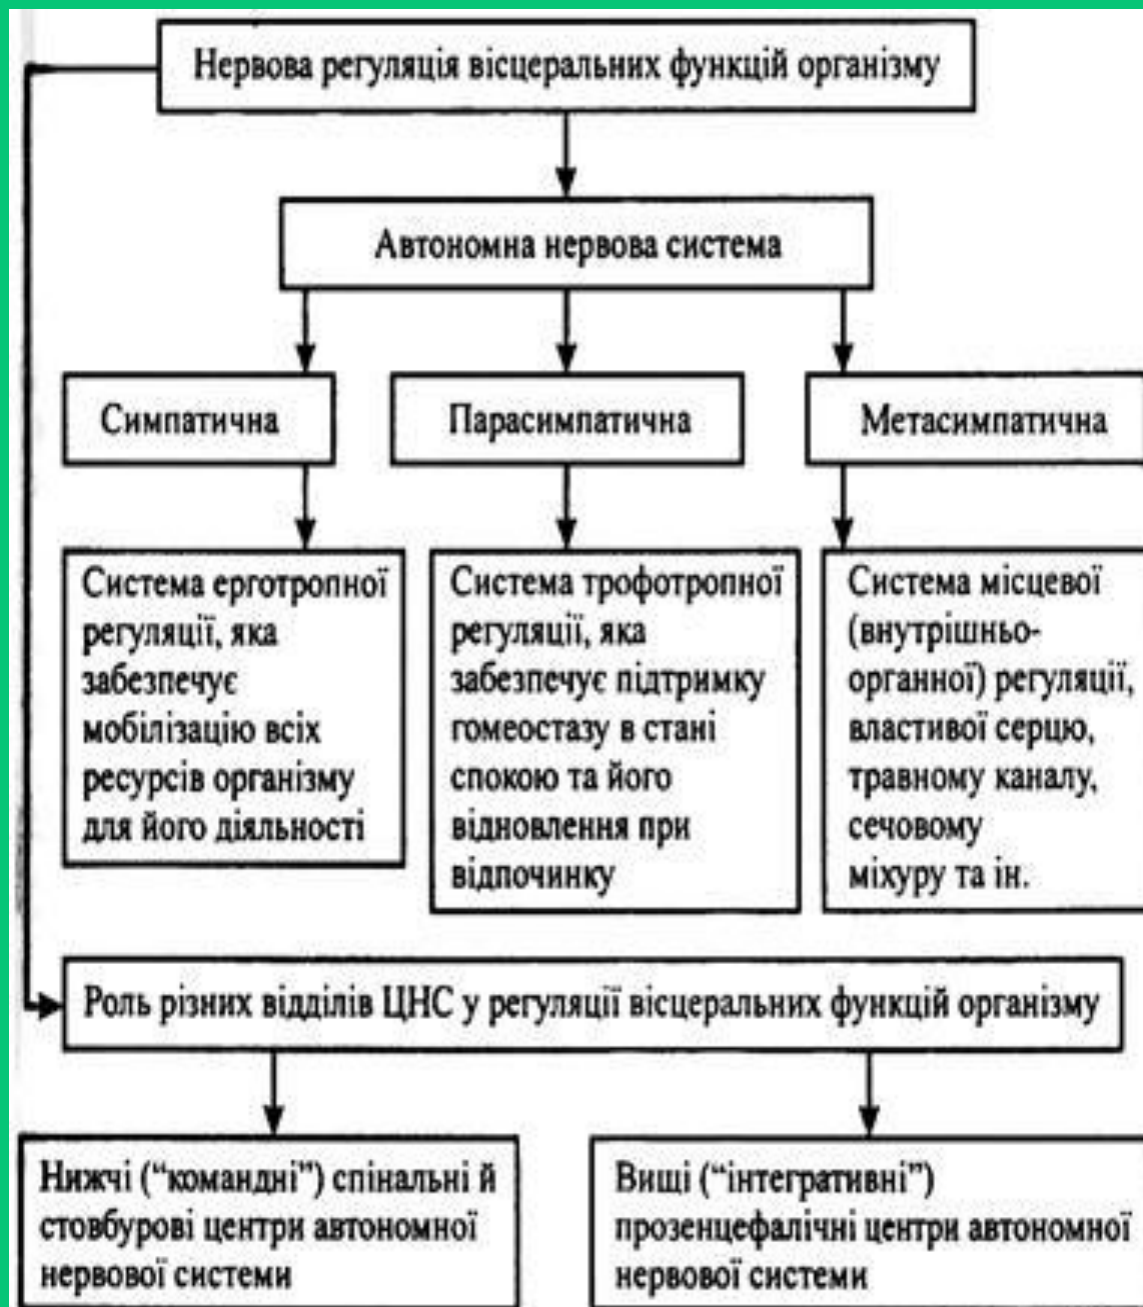 Нервова регуляція вісцеральних функцій організму
Автономна нервова система
Симпатична
Парасимпатична
Метасимпатична
Система ерготропної
регуляції, яка
забезпечує
мобілізацію всіх
ресурсів організму
для його діяльності
Система трофотропної
регуляції, яка
забезпечує підтримку
гомеостазу в стані
спокою та його
відновлення при
відпочинку
Система місцевої
(внутрішньо-
органної) регуляції,
властивої серцю,
травному каналу,
сечовому
міхуру та ін.
Роль різних відділів ЦНС у регуляції вісцеральних функцій організму
Нижчі (“командні”) спінальні й
стовбурові центри автономної
нервової системи
Вищі (“інтегративні”)
прозенцефалічні центри автономної
нервової системи